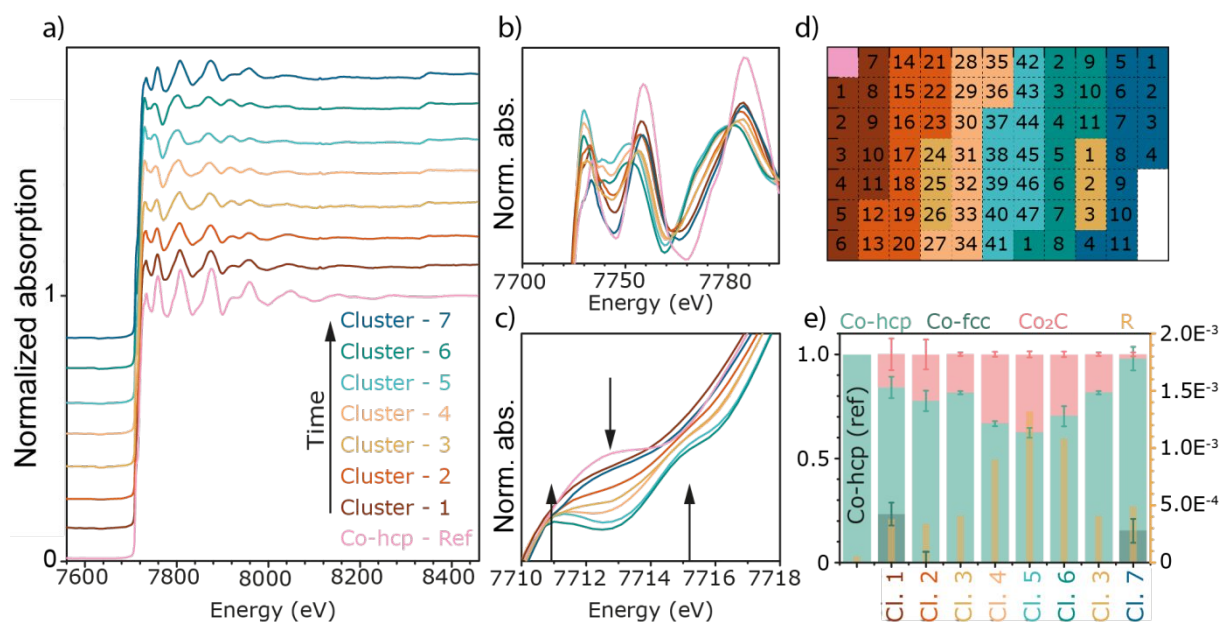 a)
Normalized absorption
1
0
7600 7800 8000 8200 8400
Energy (eV)
Time
Cluster - 7
Cluster - 6
Cluster - 5
Cluster - 4
Cluster - 3
Cluster - 2
Cluster - 1
Co-hcp - Ref
b)
Norm. abs.
7700 7750 7780
Energy (eV)
c)
Norm. abs.
7710 7712 7714 7716 7718
Energy (eV)
d)
7 14 21 28 35 42 2 9 5 1
1 8 15 22 29 36 43 3 10 6 2
2 9 16 23 30 37 44 4 11 7 3
3 10 17 24 31 38 45 5 1 8 4
4 11 18 25 32 39 46 6 2 9
5 12 19 26 33 40 47 7 3 10
6 13 20 27 34 41 1 8 4 11
e)
Co-hcp Co-fcc Co₂C R
1.0
0.5
0
2.0E-3
1.5E-3
1.0E-3
5.0E-4
0
Co-hcp (ref)
Cl. 1
Cl. 2
Cl. 3
Cl. 4
Cl. 5
Cl. 6
Cl. 3
Cl. 7